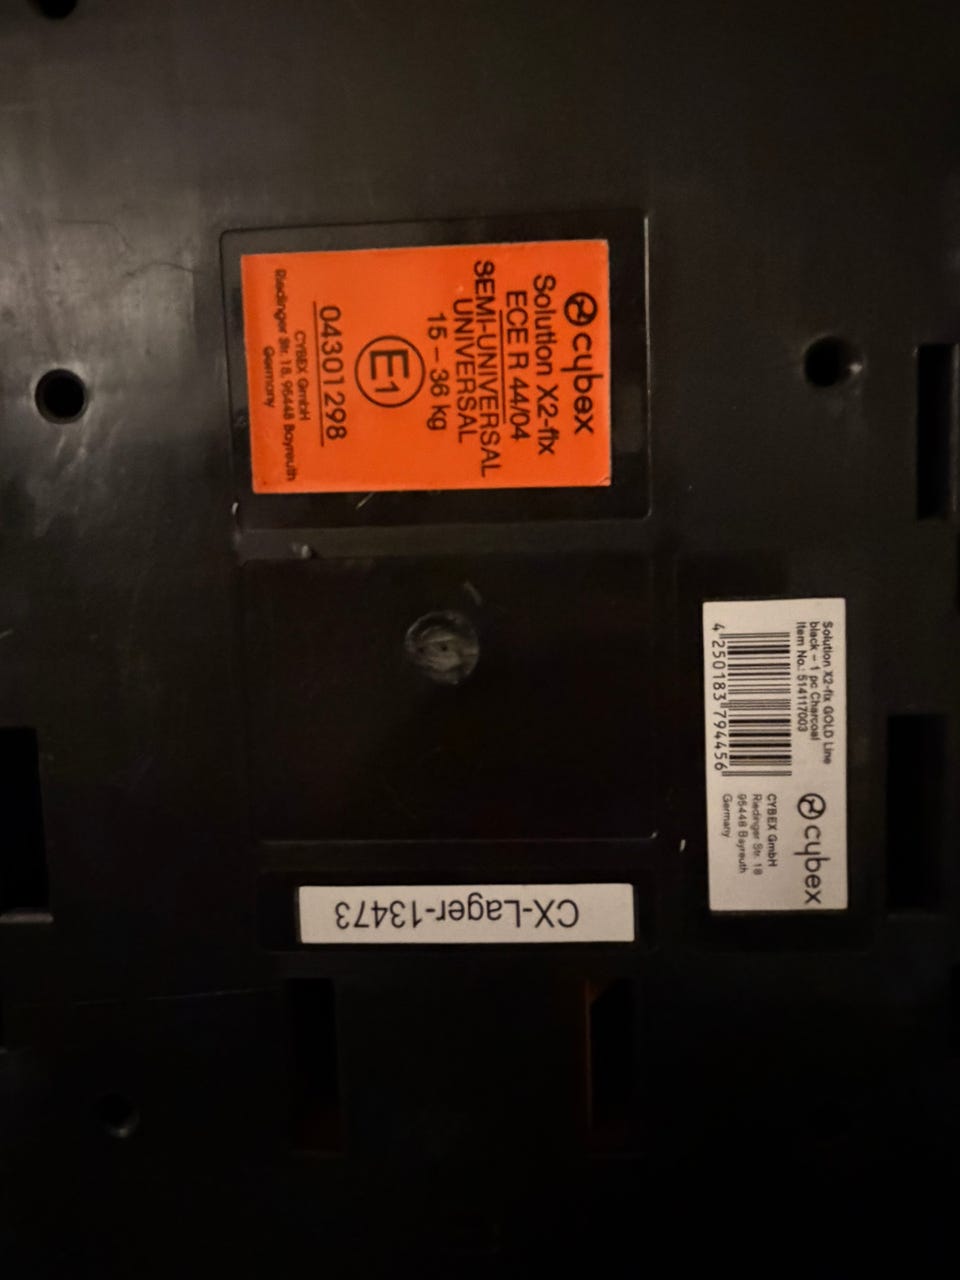 cybex
Solution X2-fix
ECE R 44/04
SEMI-UNIVERSAL
UNIVERSAL
15 – 36 kg
E1
04301298
CYBEX GmbH
Riedinger Str. 18, 95448 Bayreuth
Germany
Solution X2-fix GOLD Line
black – 1 pc Charcoal
Item No.: 514117003
4 250183 794456
cybex
CYBEX GmbH
Riedinger Str. 18
95448 Bayreuth
Germany
CX-Lager-13473